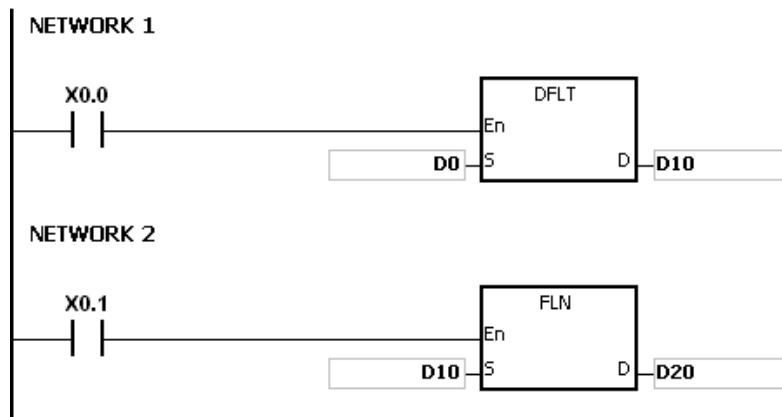 NETWORK 1
X0.0
DFLT
En
D0 S D D10
NETWORK 2
X0.1
FLN
En
D10 S D D20